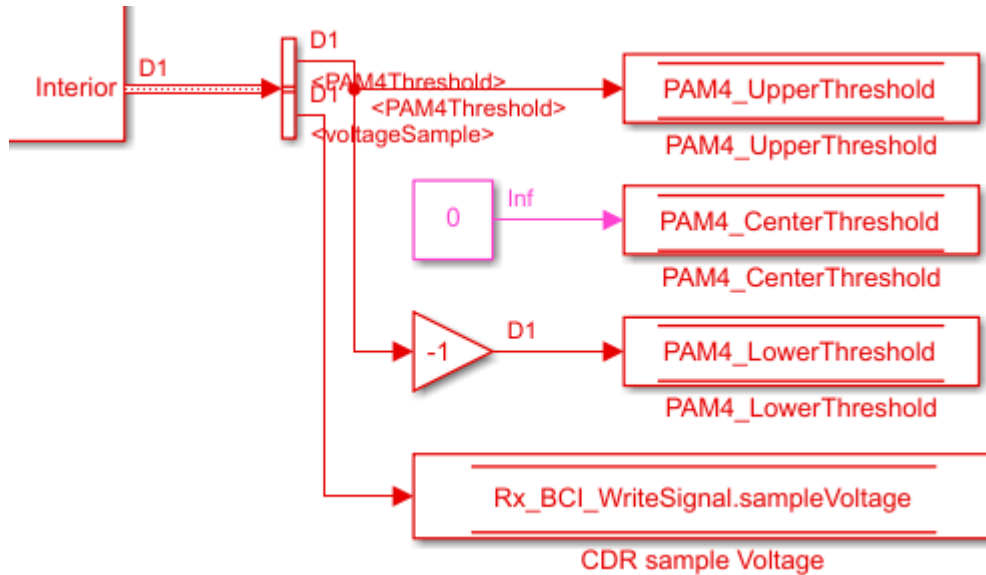 Interior
D1
D1
<PAM4Threshold>
D1
<PAM4Threshold>
<voltageSample>
PAM4_UpperThreshold
PAM4_UpperThreshold
0
Inf
PAM4_CenterThreshold
PAM4_CenterThreshold
-1
D1
PAM4_LowerThreshold
PAM4_LowerThreshold
Rx_BCI_WriteSignal.sampleVoltage
CDR sample Voltage